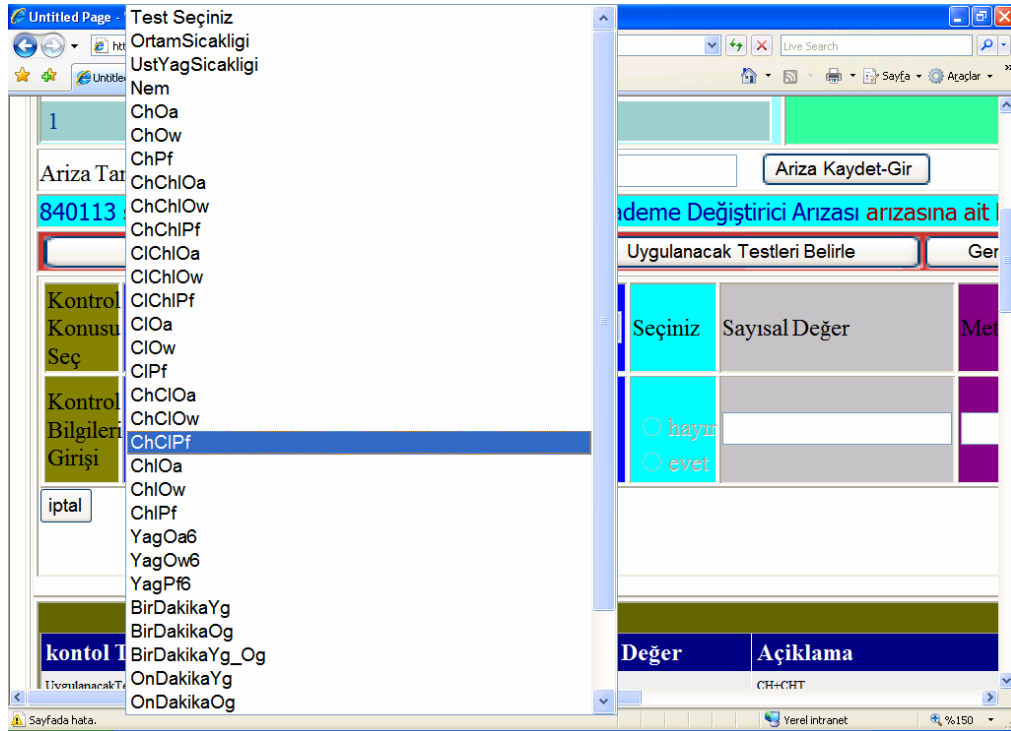 Untitled Page -
Live Search
Sayfa Araçlar
Test Seçiniz
OrtamSicakligi
UstYagSicakligi
Nem
ChOa
ChOw
ChPf
ChChlOa
ChChlOw
ChChlPf
ClChlOa
ClChlOw
ClChlPf
ClOa
ClOw
ClPf
ChClOa
ChClOw
ChClPf
ChlOa
ChlOw
ChlPf
YagOa6
YagOw6
YagPf6
BirDakikaYg
BirDakikaOg
BirDakikaYg_Og
OnDakikaYg
OnDakikaOg
1
Ariza Tar
Ariza Kaydet-Gir
840113
ademe Değiştirici Arızası arızasına ait
Uygulanacak Testleri Belirle
Ger
Kontrol
Konusu
Seç
Seçiniz
Sayısal Değer
Met
Kontrol
Bilgileri
Girişi
hayır
evet
iptal
kontol T
Değer
Açiklama
UygulanacakTe
CH+CHT
Sayfada hata.
Yerel intranet
%150